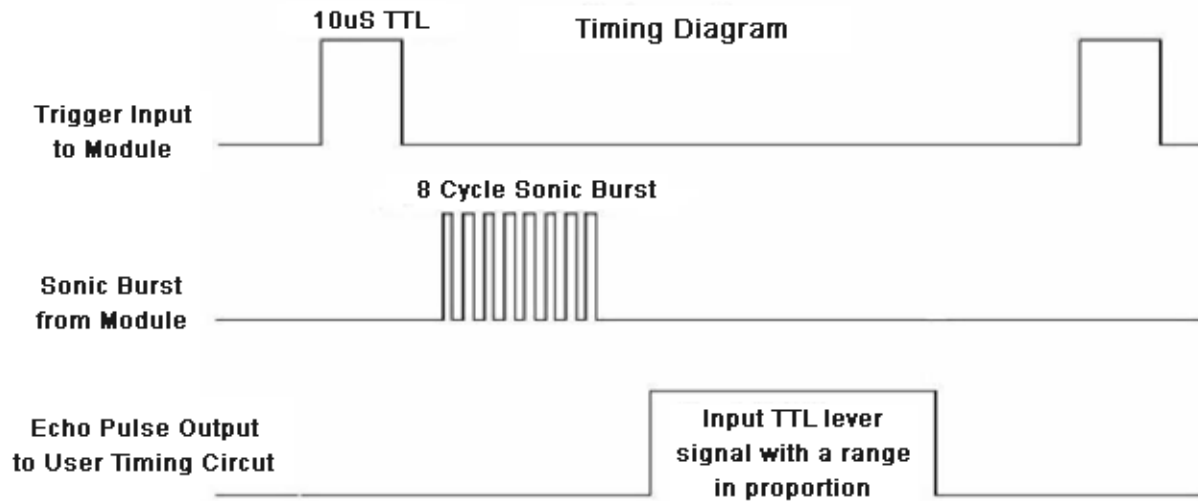 10uS TTL
Timing Diagram
Trigger Input
to Module
8 Cycle Sonic Burst
Sonic Burst
from Module
Echo Pulse Output
to User Timing Circut
Input TTL lever
signal with a range
in proportion